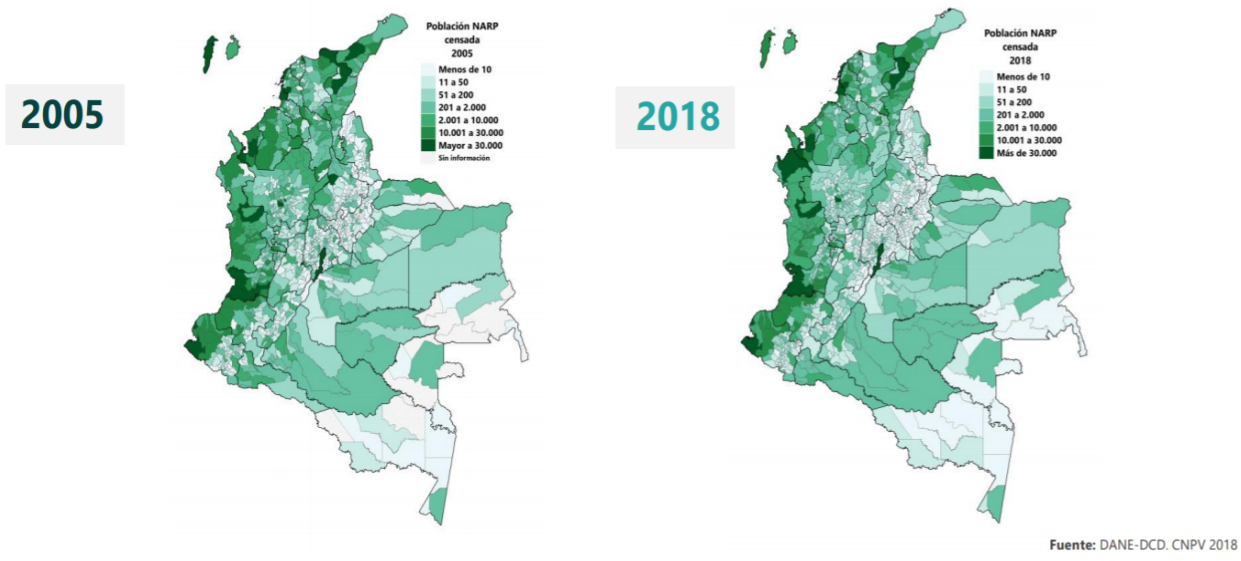 2005
Población NARP
censada
2005
Menos de 10
11 a 50
51 a 200
201 a 2.000
2.001 a 10.000
10.001 a 30.000
Mayor a 30.000
Sin información
2018
Población NARP
censada
2018
Menos de 10
11 a 50
51 a 200
201 a 2.000
2.001 a 10.000
10.001 a 30.000
Más de 30.000
Fuente: DANE-DCD. CNPV 2018